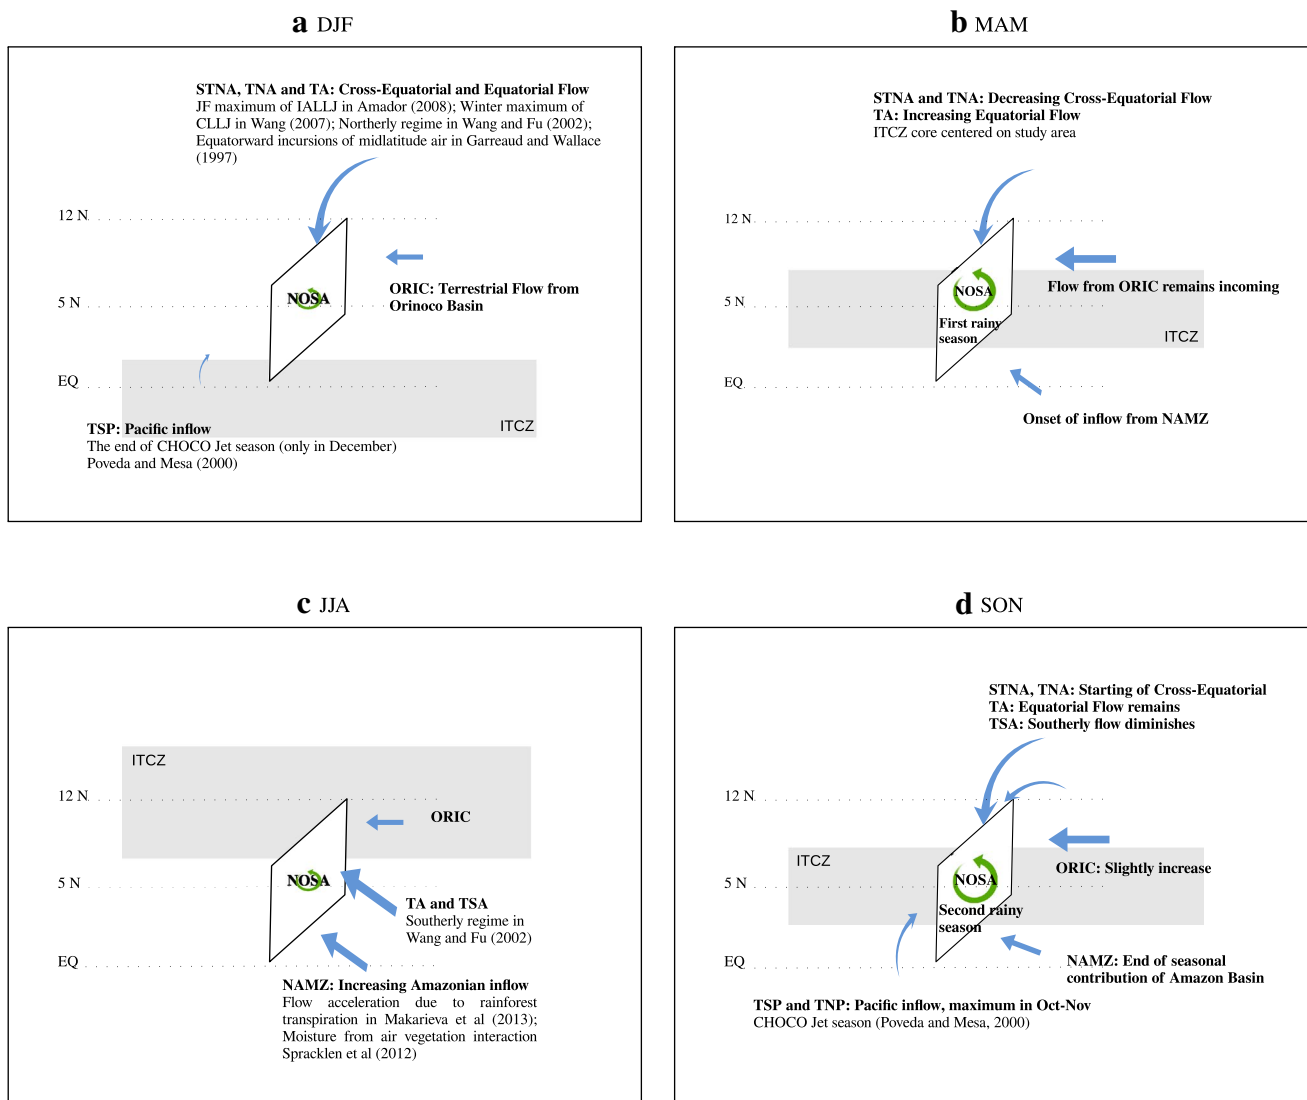 a DJF
STNA, TNA and TA: Cross-Equatorial and Equatorial Flow
JF maximum of IALLJ in Amador (2008); Winter maximum of
CLLJ in Wang (2007); Northerly regime in Wang and Fu (2002);
Equatorward incursions of midlatitude air in Garreaud and Wallace
(1997)
12 N
ORIC: Terrestrial Flow from
Orinoco Basin
NOSA
5 N
EQ
ITCZ
TSP: Pacific inflow
The end of CHOCO Jet season (only in December)
Poveda and Mesa (2000)
b MAM
STNA and TNA: Decreasing Cross-Equatorial Flow
TA: Increasing Equatorial Flow
ITCZ core centered on study area
12 N
Flow from ORIC remains incoming
NOSA
5 N
First rainy
season
ITCZ
EQ
Onset of inflow from NAMZ
c JJA
ITCZ
12 N
ORIC
NOSA
5 N
TA and TSA
Southerly regime in
Wang and Fu (2002)
EQ
NAMZ: Increasing Amazonian inflow
Flow acceleration due to rainforest
transpiration in Makarieva et al (2013);
Moisture from air vegetation interaction
Spracklen et al (2012)
d SON
STNA, TNA: Starting of Cross-Equatorial
TA: Equatorial Flow remains
TSA: Southerly flow diminishes
12 N
ITCZ
ORIC: Slightly increase
NOSA
5 N
Second rainy
season
EQ
NAMZ: End of seasonal
contribution of Amazon Basin
TSP and TNP: Pacific inflow, maximum in Oct-Nov
CHOCO Jet season (Poveda and Mesa, 2000)